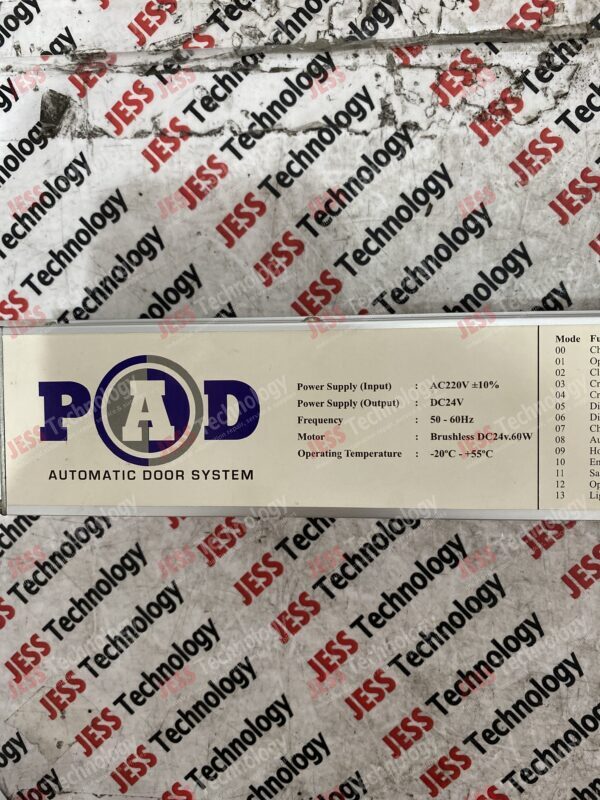 PAD
AUTOMATIC DOOR SYSTEM
Power Supply (Input) : AC220V ±10%
Power Supply (Output) : DC24V
Frequency : 50 - 60Hz
Motor : Brushless DC24v.60W
Operating Temperature : -20ºC - +55ºC
Mode
00
01
02
03
04
05
06
07
08
09
10
11
12
13
JESS Technology